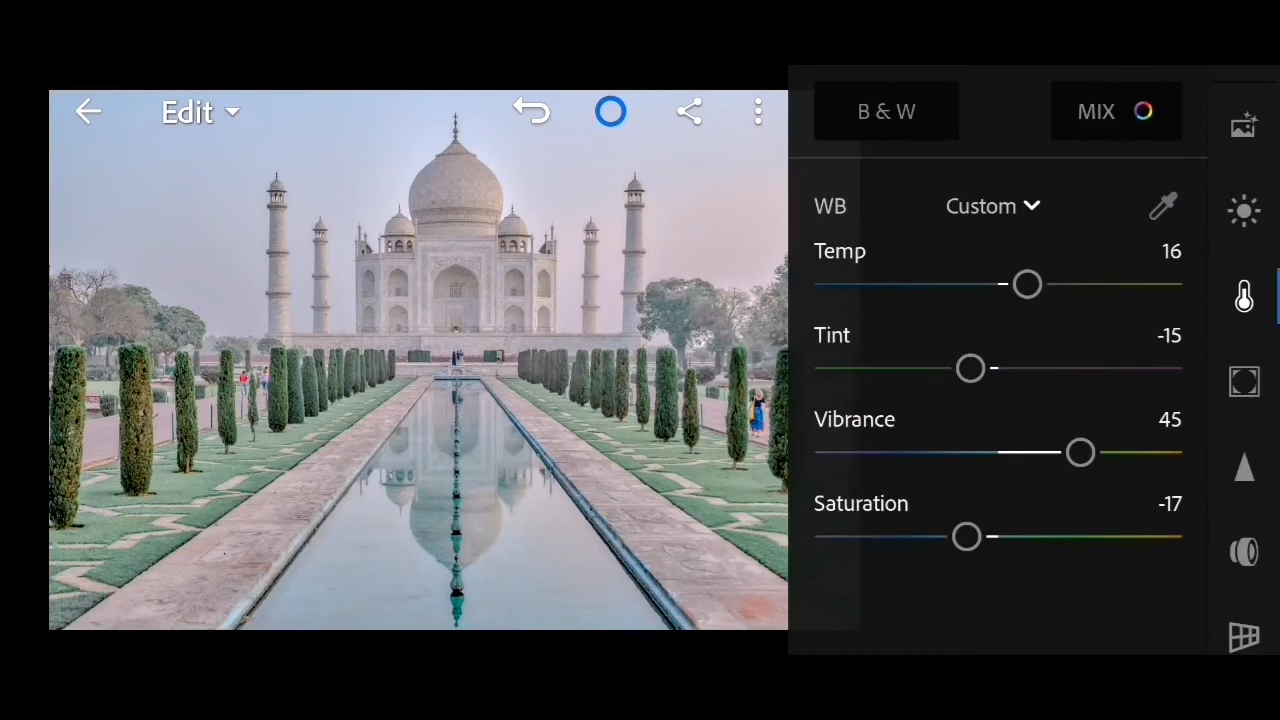 Edit
B & W
MIX
WB
Custom
Temp
16
Tint
-15
Vibrance
45
Saturation
-17